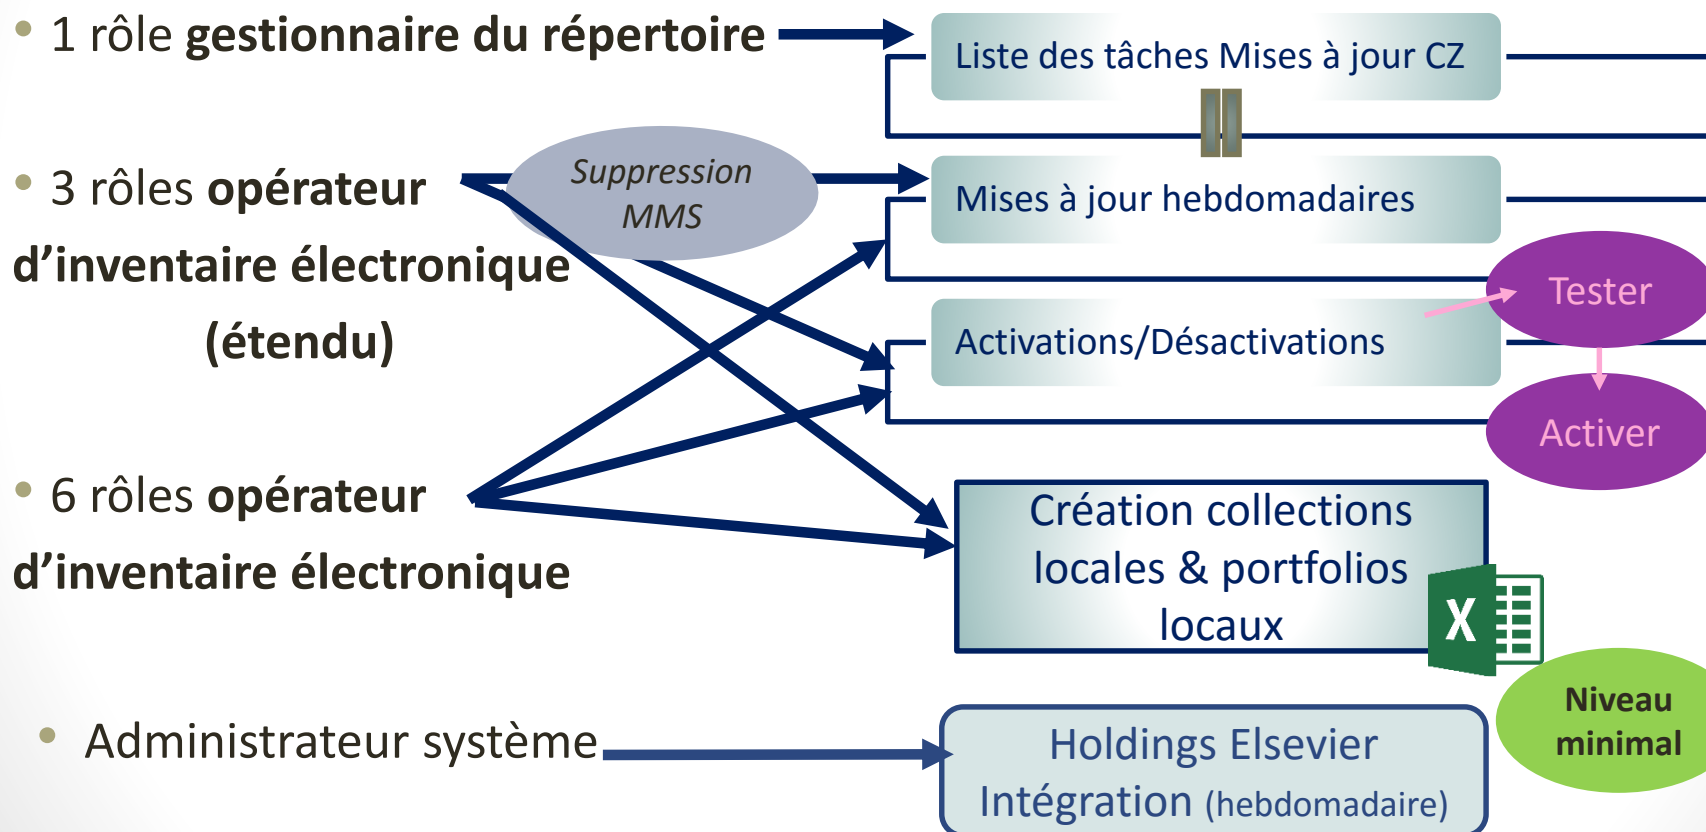 • 1 rôle gestionnaire du répertoire
Liste des tâches Mises à jour CZ
Suppression
MMS
• 3 rôles opérateur
d’inventaire électronique
(étendu)
Mises à jour hebdomadaires
Tester
Activations/Désactivations
Activer
• 6 rôles opérateur
d’inventaire électronique
Création collections
locales & portfolios
locaux
X
Niveau
minimal
• Administrateur système
Holdings Elsevier
Intégration (hebdomadaire)